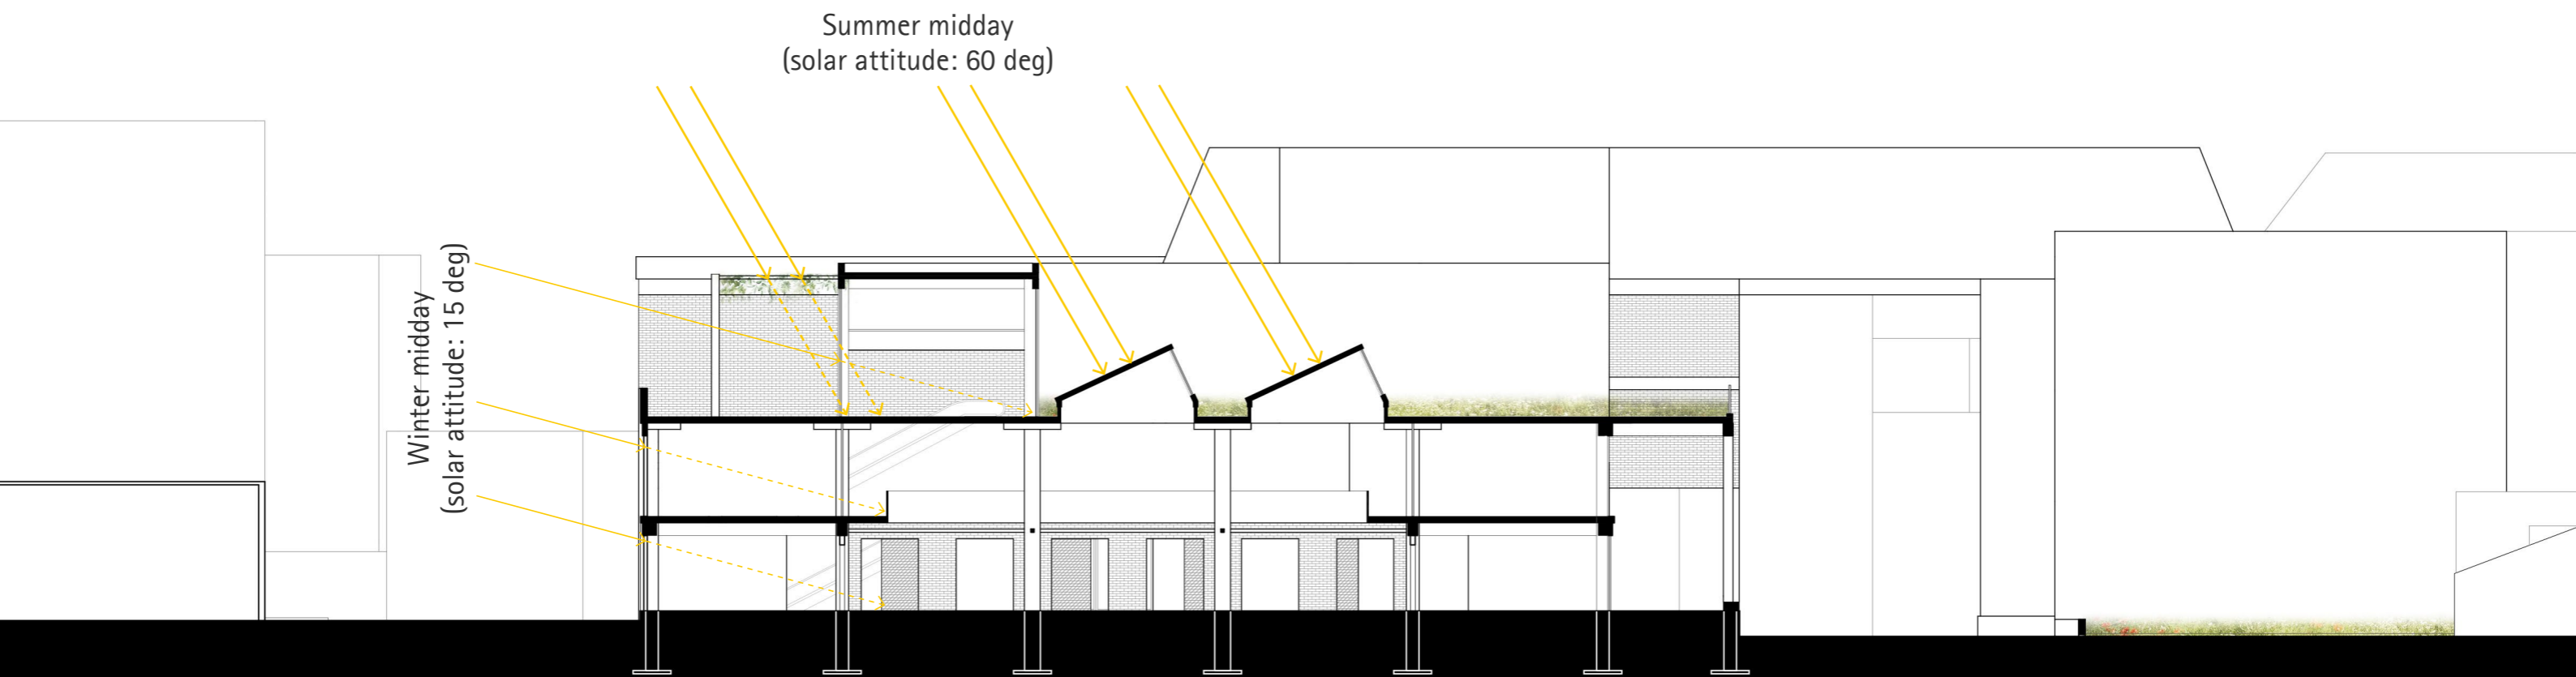 Summer midday
(solar attitude: 60 deg)
Winter midday
(solar attitude: 15 deg)